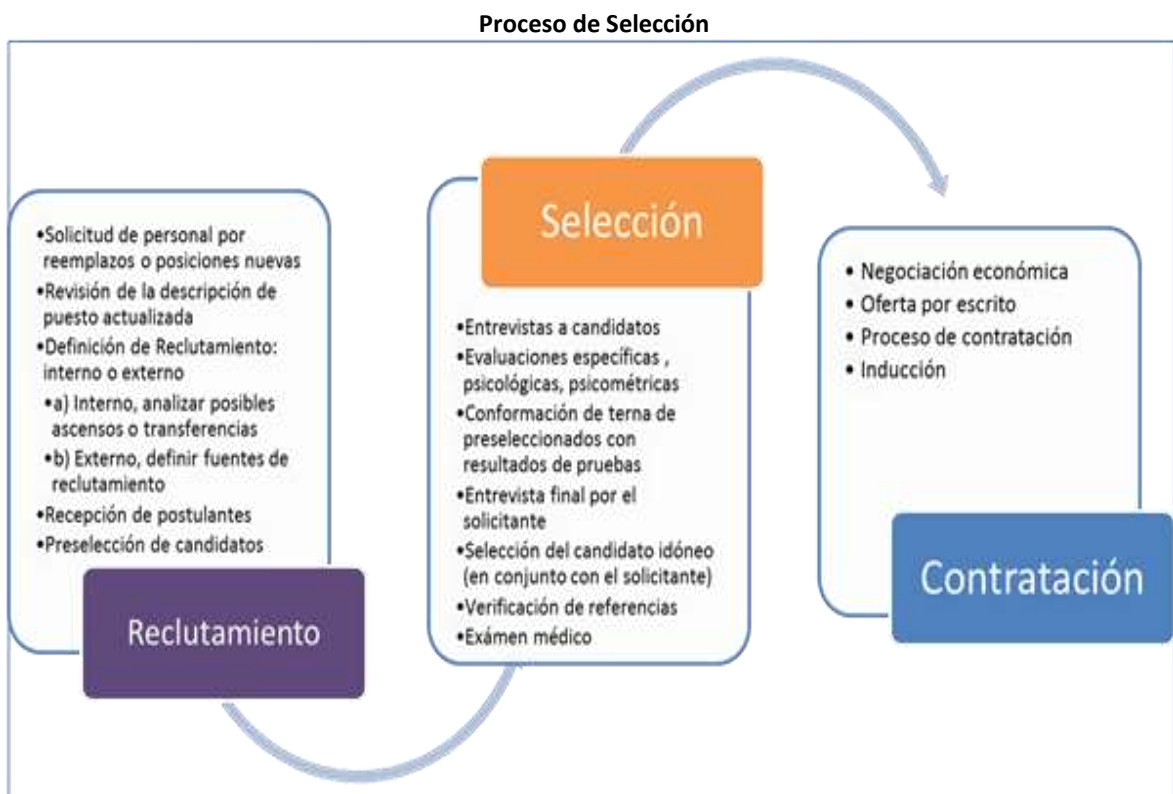 Proceso de Selección
•Solicitud de personal por
reemplazos o posiciones nuevas
•Revisión de la descripción de
puesto actualizada
•Definición de Reclutamiento:
interno o externo
•a) Interno, analizar posibles
ascensos o transferencias
•b) Externo, definir fuentes de
reclutamiento
•Recepción de postulantes
•Preselección de candidatos
Reclutamiento
Selección
•Entrevistas a candidatos
•Evaluaciones específicas ,
psicológicas, psicométricas
•Conformación de terna de
preseleccionados con
resultados de pruebas
•Entrevista final por el
solicitante
•Selección del candidato idóneo
(en conjunto con el solicitante)
•Verificación de referencias
•Exámen médico
• Negociación económica
• Oferta por escrito
• Proceso de contratación
• Inducción
Contratación